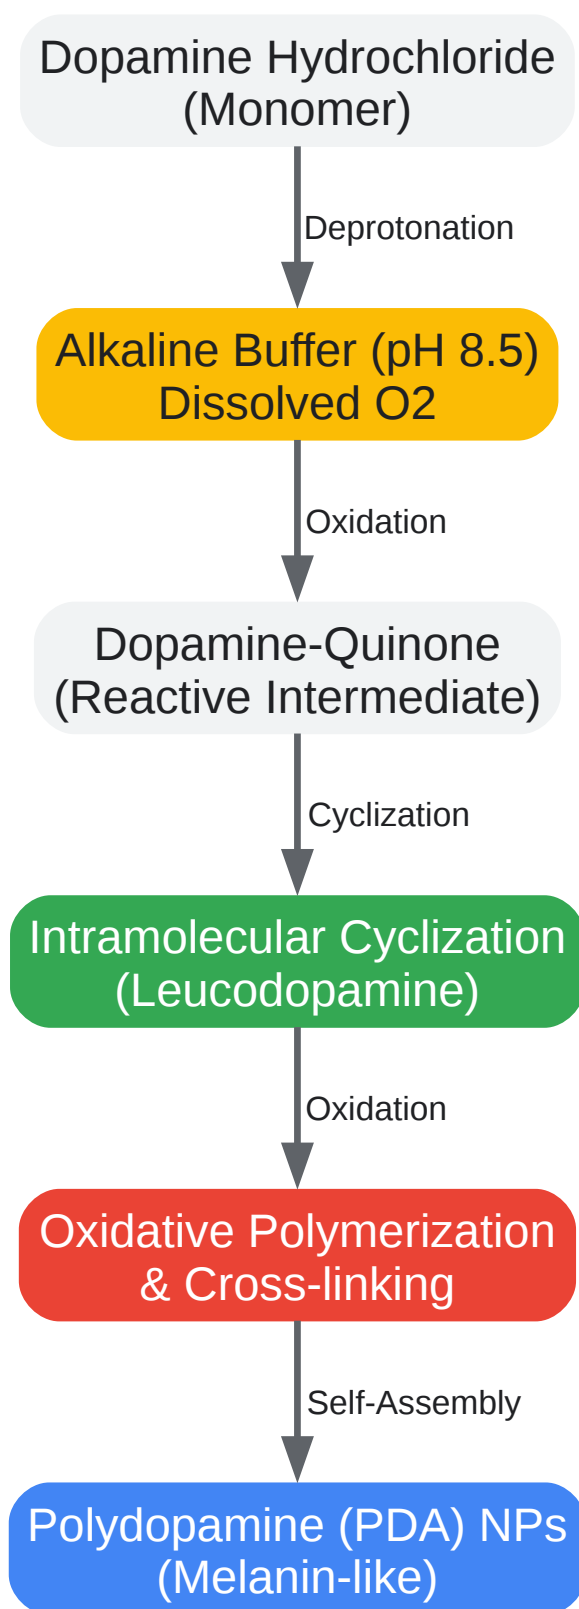 Dopamine Hydrochloride
(Monomer)
Deprotonation
Alkaline Buffer (pH 8.5)
Dissolved O2
Oxidation
Dopamine-Quinone
(Reactive Intermediate)
Cyclization
Intramolecular Cyclization
(Leucodopamine)
Oxidation
Oxidative Polymerization
& Cross-linking
Self-Assembly
Polydopamine (PDA) NPs
(Melanin-like)